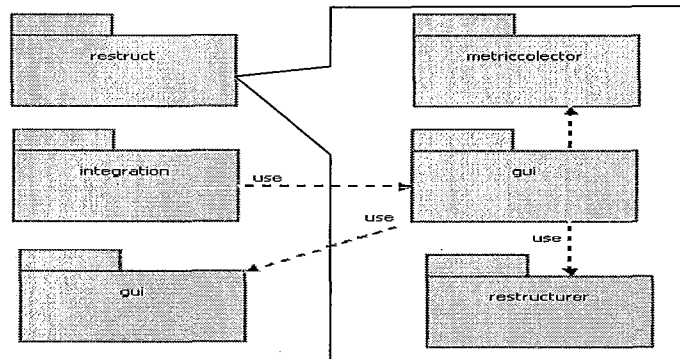 restruct
metriccolector
integration
use
gui
use
use
gui
restructurer